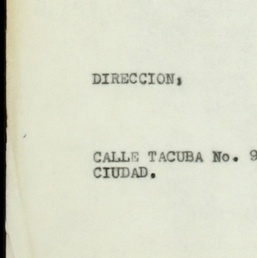 DIRECCION,
CALLE TACUBA No. 9
CIUDAD.